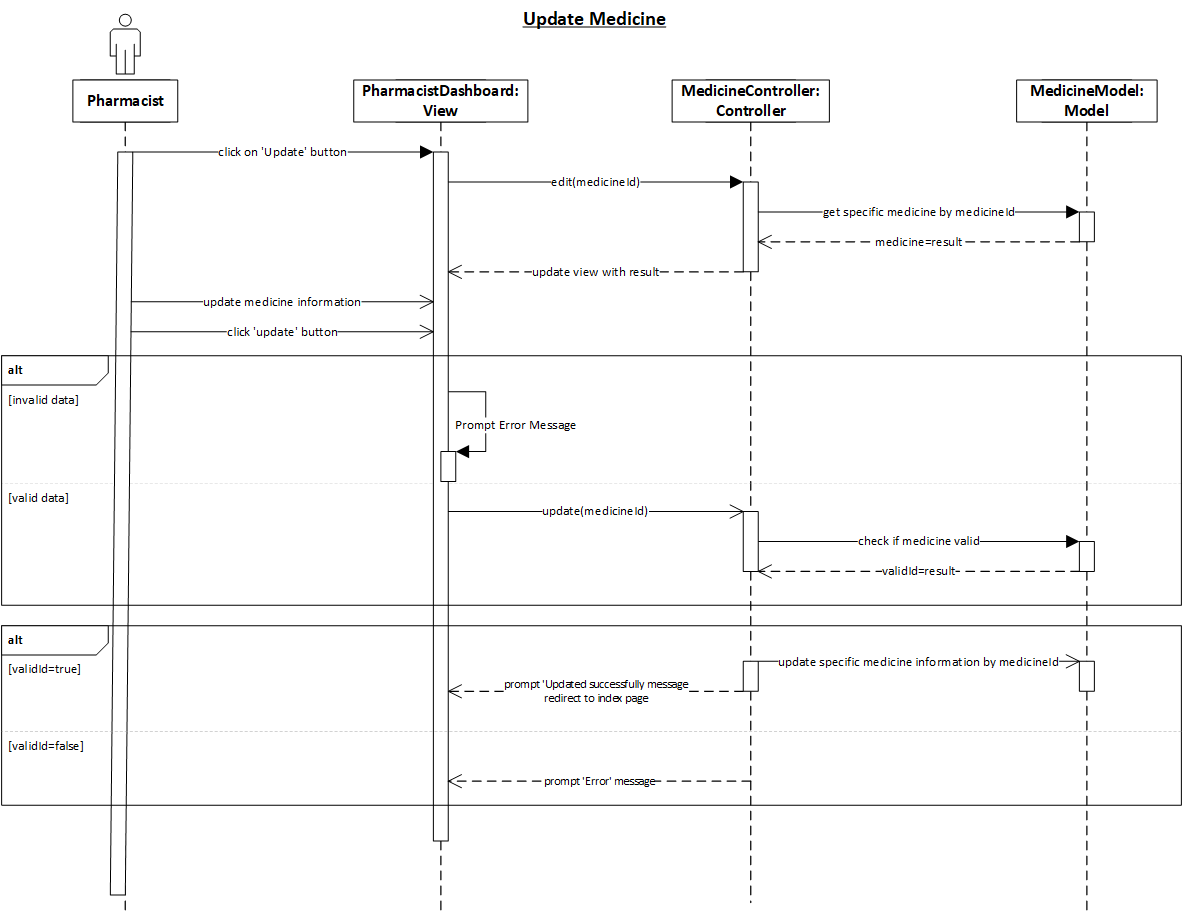 Update Medicine
Pharmacist
PharmacistDashboard:
View
MedicineController:
Controller
MedicineModel:
Model
click on 'Update' button
edit(medicineId)
get specific medicine by medicineId
medicine=result
update view with result
update medicine information
click 'update' button
alt
[invalid data]
Prompt Error Message
[valid data]
update(medicineId)
check if medicine valid
validId=result
alt
[validId=true]
update specific medicine information by medicineId
prompt 'Updated successfully message
redirect to index page
[validId=false]
prompt 'Error' message